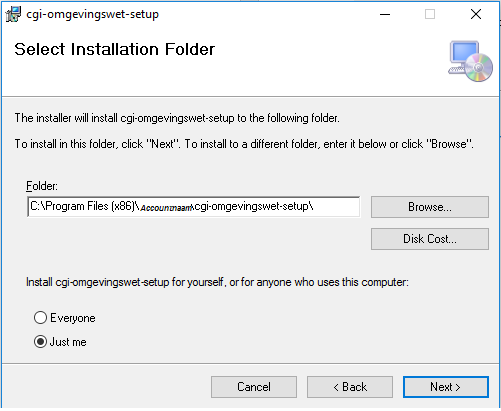 cgi-omgevingswet-setup
Select Installation Folder
The installer will install cgi-omgevingswet-setup to the following folder.
To install in this folder, click "Next". To install to a different folder, enter it below or click "Browse".
Folder:
C:\Program Files (x86)\Accountnaam\cgi-omgevingswet-setup\
Browse...
Disk Cost...
Install cgi-omgevingswet-setup for yourself, or for anyone who uses this computer:
Everyone
Just me
Cancel
< Back
Next >